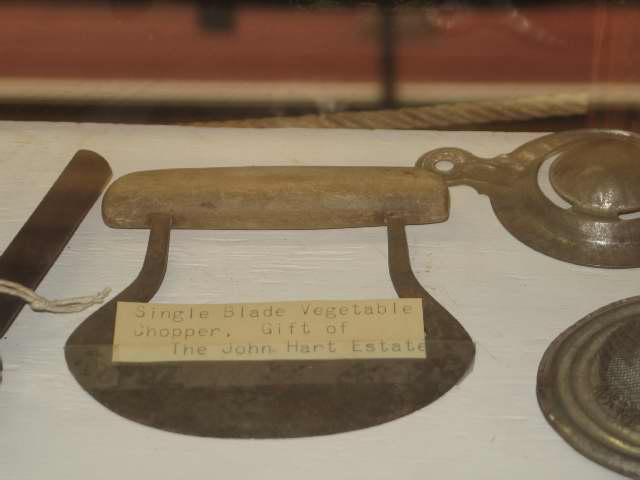 Single Blade Vegetable
Chopper, Gift of
The John Hart Estate